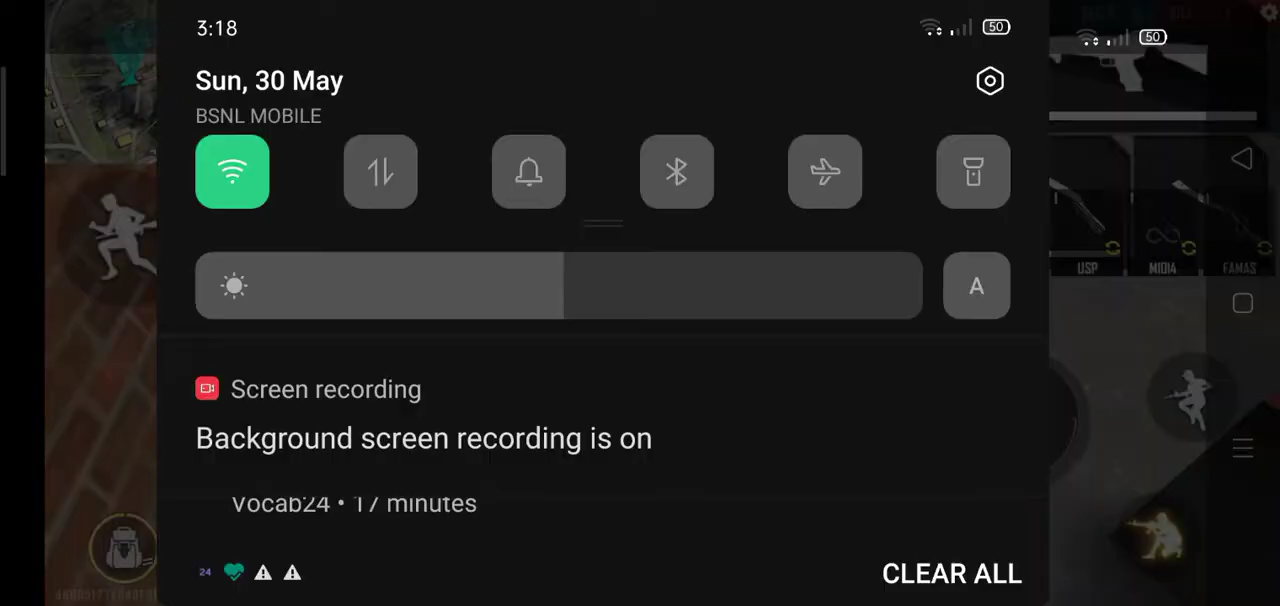 3:18
50
50
Sun, 30 May
BSNL MOBILE
A
USP
M1014
FAMAS
Screen recording
Background screen recording is on
Vocab24 • 17 minutes
24
CLEAR ALL